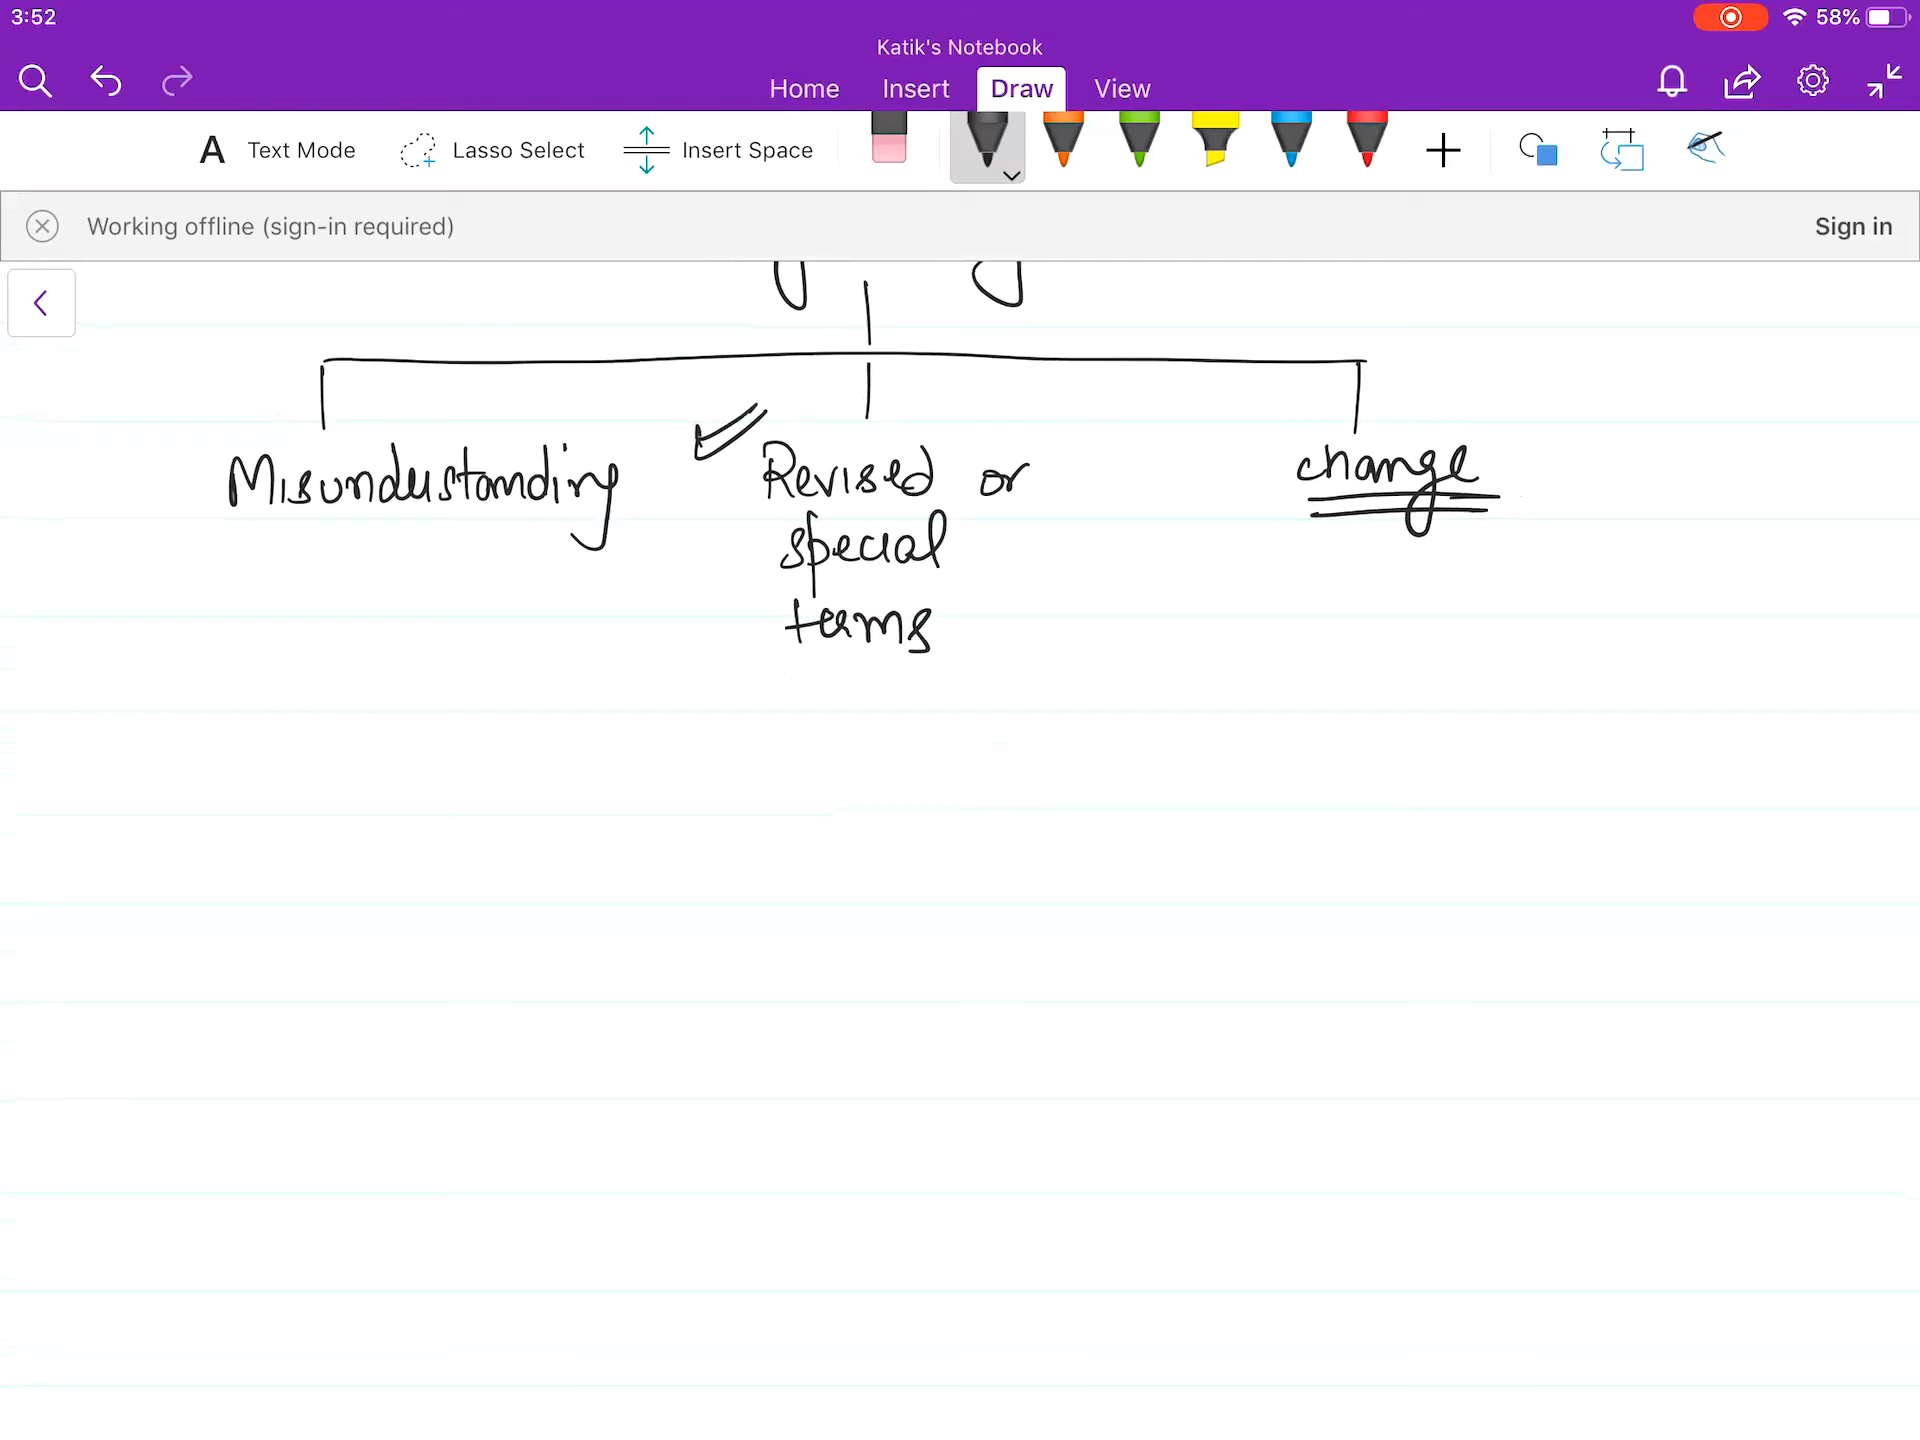 3:52
58%
Katik's Notebook
Home Insert Draw View
A Text Mode Lasso Select Insert Space
Working offline (sign-in required) Sign in
Misunderstanding Revised or change
special
terms